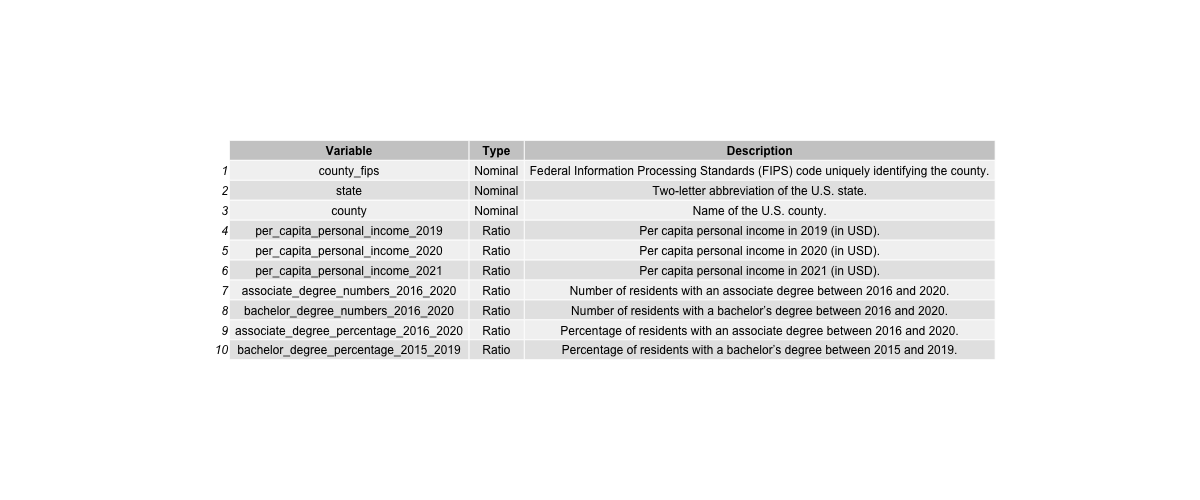 Variable Type Description
1 county_fips Nominal Federal Information Processing Standards (FIPS) code uniquely identifying the county.
2 state Nominal Two-letter abbreviation of the U.S. state.
3 county Nominal Name of the U.S. county.
4 per_capita_personal_income_2019 Ratio Per capita personal income in 2019 (in USD).
5 per_capita_personal_income_2020 Ratio Per capita personal income in 2020 (in USD).
6 per_capita_personal_income_2021 Ratio Per capita personal income in 2021 (in USD).
7 associate_degree_numbers_2016_2020 Ratio Number of residents with an associate degree between 2016 and 2020.
8 bachelor_degree_numbers_2016_2020 Ratio Number of residents with a bachelor’s degree between 2016 and 2020.
9 associate_degree_percentage_2016_2020 Ratio Percentage of residents with an associate degree between 2016 and 2020.
10 bachelor_degree_percentage_2015_2019 Ratio Percentage of residents with a bachelor’s degree between 2015 and 2019.